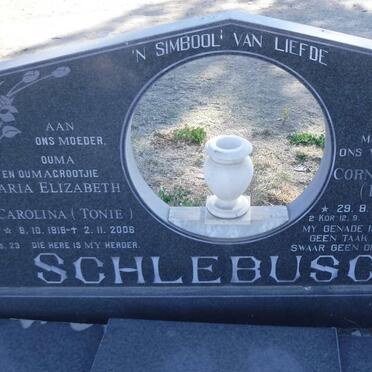 'N SIMBOOL VAN LIEFDE
AAN
ONS MOEDER,
OUMA
EN OUMAGROOTJIE
ARIA ELIZABETH
CAROLINA (TONIE)
* 6.10.1916 - † 2.11.2006
23 DIE HERE IS MY HERDER.
ONS
CORN
29.8.
2 KOR 12.9.
MY GENADE
GEEN TAAK
SWAAR GEEN
SCHLEBUSC